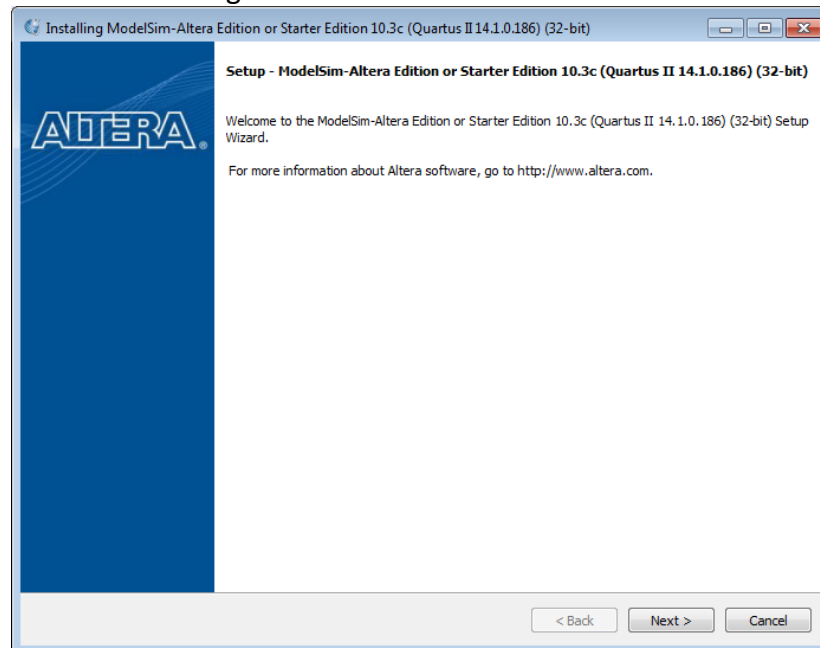 Installing ModelSim-Altera Edition or Starter Edition 10.3c (Quartus II 14.1.0.186) (32-bit)
Setup - ModelSim-Altera Edition or Starter Edition 10.3c (Quartus II 14.1.0.186) (32-bit)
ALTERA®
Welcome to the ModelSim-Altera Edition or Starter Edition 10.3c (Quartus II 14.1.0.186) (32-bit) Setup
Wizard.
For more information about Altera software, go to http://www.altera.com.
< Back Next > Cancel